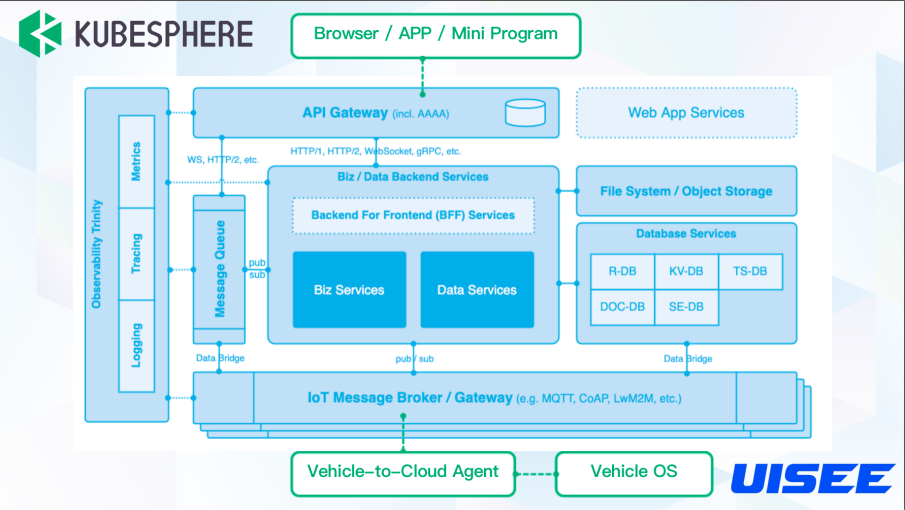 KUBESPHERE
Browser / APP / Mini Program
API Gateway (incl. AAAA)
Web App Services
WS, HTTP/2, etc.
HTTP/1, HTTP/2, WebSocket, gRPC, etc.
Observability Trinity
Metrics
Tracing
Logging
Message Queue
pub
sub
Biz / Data Backend Services
Backend For Frontend (BFF) Services
Biz Services
Data Services
File System / Object Storage
Database Services
R-DB
KV-DB
TS-DB
DOC-DB
SE-DB
Data Bridge
pub / sub
Data Bridge
IoT Message Broker / Gateway (e.g. MQTT, CoAP, LwM2M, etc.)
Vehicle-to-Cloud Agent
Vehicle OS
UISEE